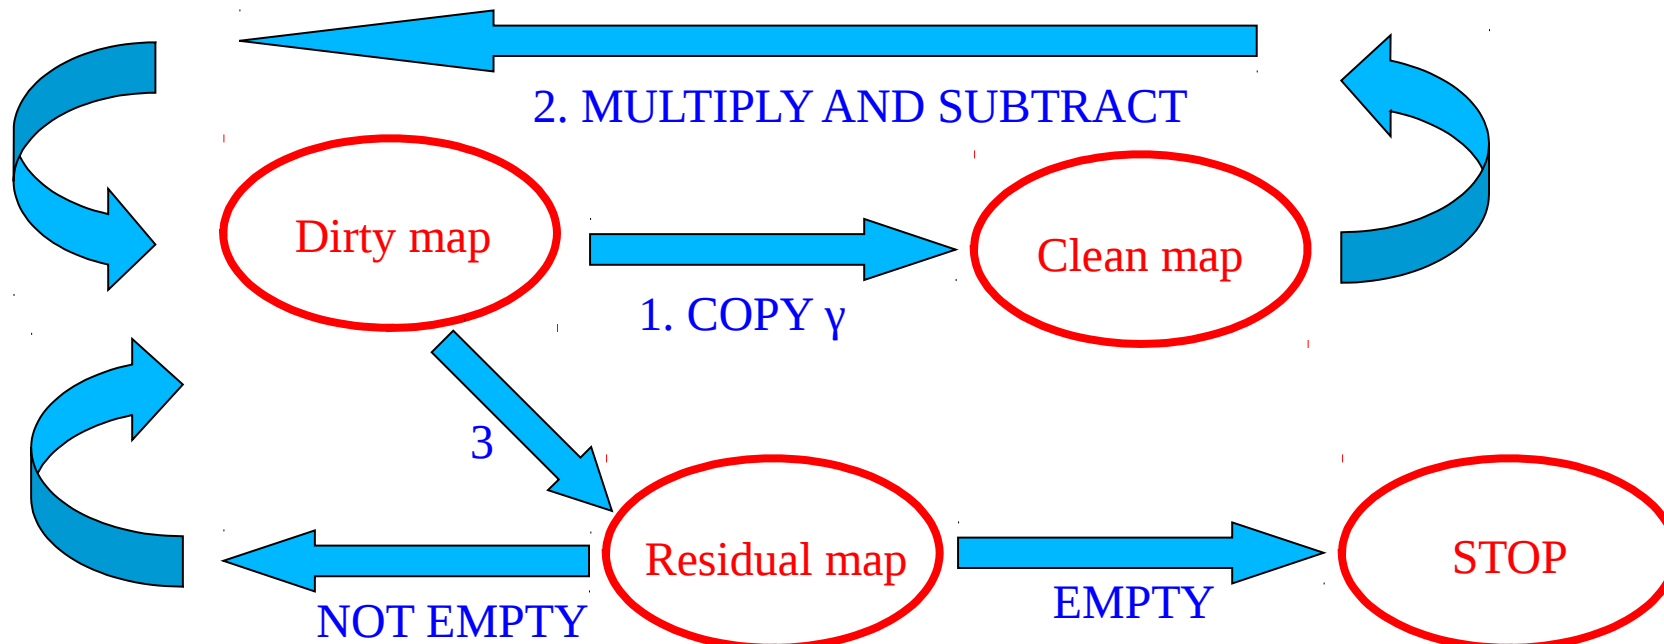 2. MULTIPLY AND SUBTRACT
Dirty map
Clean map
1. COPY γ
3
Residual map
STOP
NOT EMPTY
EMPTY